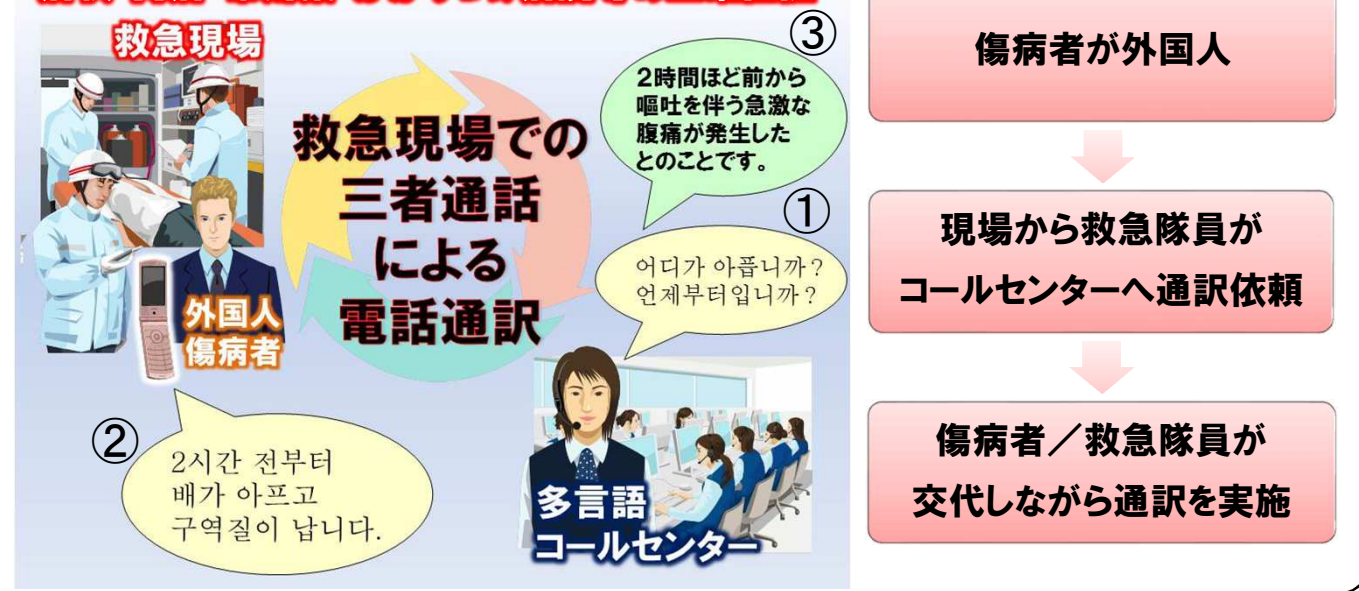 救急現場
救急現場での
三者通話
による
電話通訳
外国人
傷病者
③
2時間ほど前から
嘔吐を伴う急激な
腹痛が発生した
とのことです。
①
어디가 아픕니까?
언제부터입니까?
②
2시간 전부터
배가 아프고
구역질이 납니다.
多言語
コールセンター
傷病者が外国人
現場から救急隊員が
コールセンターへ通訳依頼
傷病者／救急隊員が
交代しながら通訳を実施